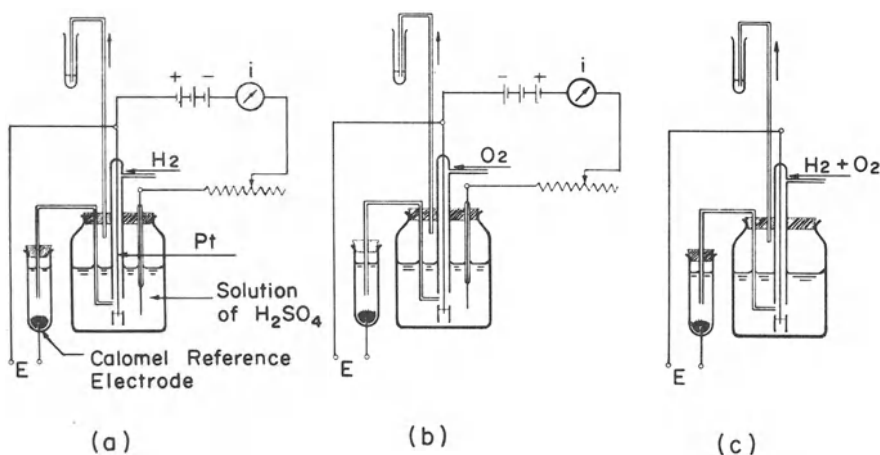 + -
i
H2
Pt
Solution
of H2SO4
E
Calomel Reference
Electrode
(a)
- +
i
O2
E
(b)
H2 + O2
E
(c)